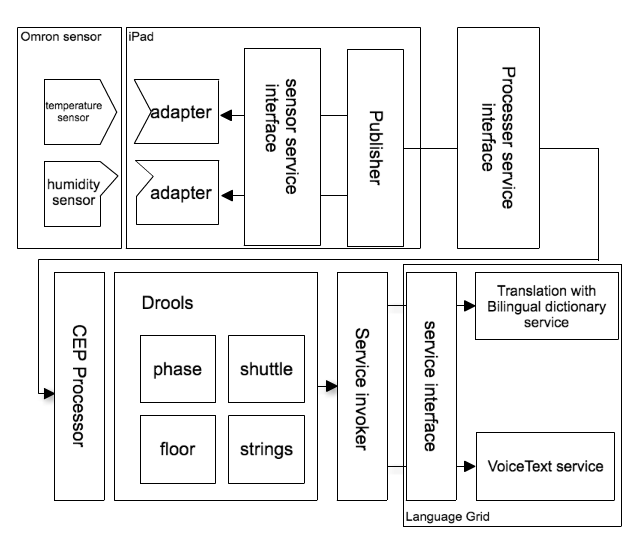 Omron sensor
iPad
temperature
sensor
humidity
sensor
adapter
adapter
sensor service
interface
Publisher
Processer service
interface
CEP Processor
Drools
phase
shuttle
floor
strings
Service invoker
service interface
Translation with
Bilingual dictionary
service
VoiceText service
Language Grid